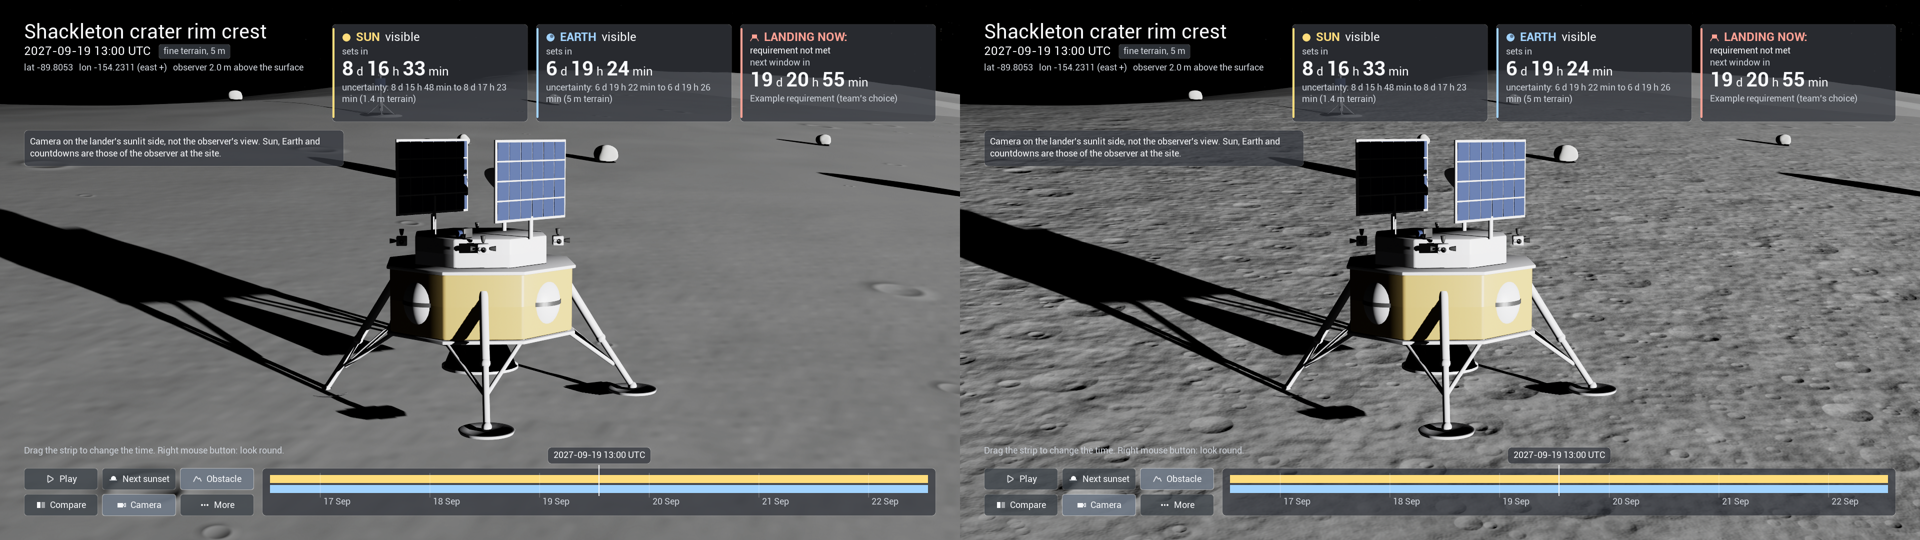 Shackleton crater rim crest
2027-09-19 13:00 UTC fine terrain, 5 m
lat -89.8053 lon -154.2311 (east +) observer 2.0 m above the surface
SUN visible
sets in
8 d 16 h 33 min
uncertainty: 8 d 15 h 48 min to 8 d 17 h 23
min (1.4 m terrain)
EARTH visible
sets in
6 d 19 h 24 min
uncertainty: 6 d 19 h 22 min to 6 d 19 h 26
min (5 m terrain)
LANDING NOW:
requirement not met
next window in
19 d 20 h 55 min
Example requirement (team's choice)
Camera on the lander's sunlit side, not the observer's view. Sun, Earth and
countdowns are those of the observer at the site.
Drag the strip to change the time. Right mouse button: look round.
Play
Next sunset
Obstacle
Compare
Camera
More
2027-09-19 13:00 UTC
17 Sep 18 Sep 19 Sep 20 Sep 21 Sep 22 Sep
Shackleton crater rim crest
2027-09-19 13:00 UTC fine terrain, 5 m
lat -89.8053 lon -154.2311 (east +) observer 2.0 m above the surface
SUN visible
sets in
8 d 16 h 33 min
uncertainty: 8 d 15 h 48 min to 8 d 17 h 23
min (1.4 m terrain)
EARTH visible
sets in
6 d 19 h 24 min
uncertainty: 6 d 19 h 22 min to 6 d 19 h 26
min (5 m terrain)
LANDING NOW:
requirement not met
next window in
19 d 20 h 55 min
Example requirement (team's choice)
Camera on the lander's sunlit side, not the observer's view. Sun, Earth and
countdowns are those of the observer at the site.
Drag the strip to change the time. Right mouse button: look round.
Play
Next sunset
Obstacle
Compare
Camera
More
2027-09-19 13:00 UTC
17 Sep 18 Sep 19 Sep 20 Sep 21 Sep 22 Sep